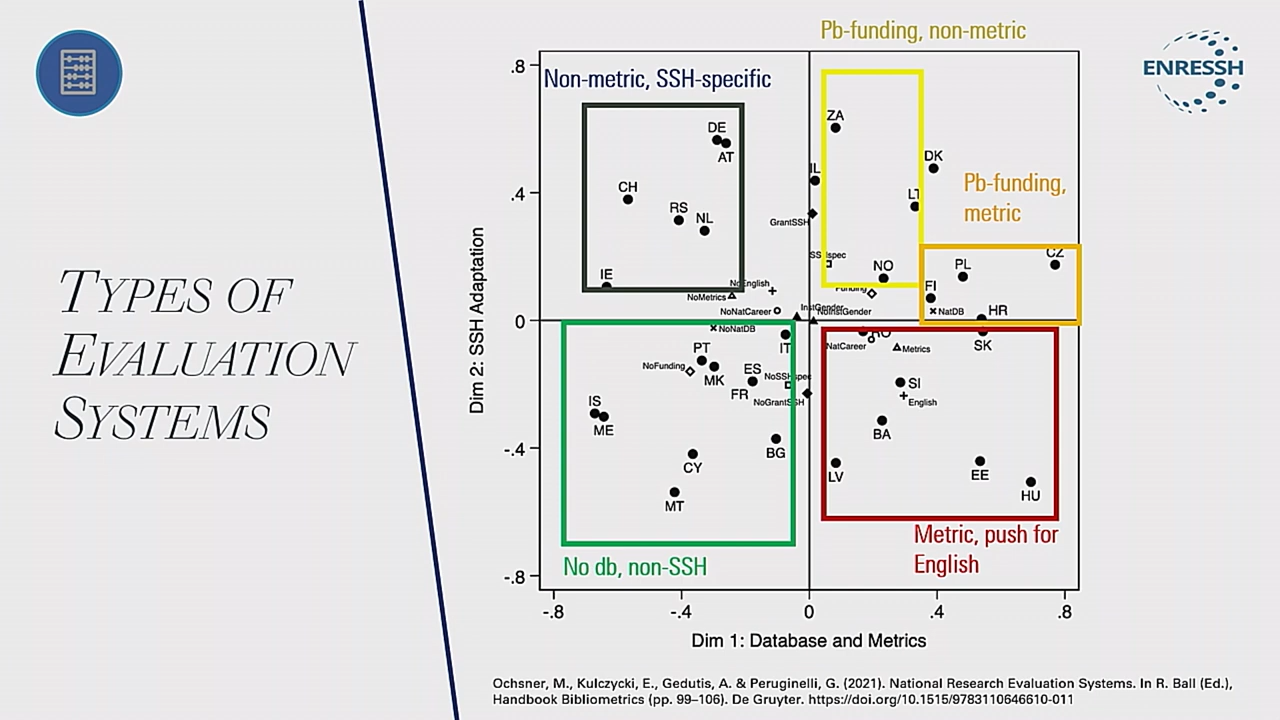 TYPES OF
EVALUATION
SYSTEMS
Pb-funding, non-metric
ENRESSH
Non-metric, SSH-specific
Pb-funding,
metric
Metric, push for
English
No db, non-SSH
.8
.4
0
-.4
-.8
Dim 2: SSH Adaptation
DE
AT
CH
RS
NL
IE
ZA
IL
DK
LT
GrantSSH
NO
CZ
PL
FI
HR
NatDB
NoEnglish
NoMetrics
NoNatCareer
InstGender
NoInstGender
NoNatDB
IT
RO
SK
NatCareer
Metrics
PT
MK
NoFunding
ES
FR
NoSSHspec
NoGrantSSH
SI
English
IS
ME
BA
BG
CY
LV
EE
MT
HU
-.8
-.4
0
.4
.8
Dim 1: Database and Metrics
Ochsner, M., Kulczycki, E., Gedutis, A. & Peruginelli, G. (2021). National Research Evaluation Systems. In R. Ball (Ed.),
Handbook Bibliometrics (pp. 99–106). De Gruyter. https://doi.org/10.1515/9783110646610-011